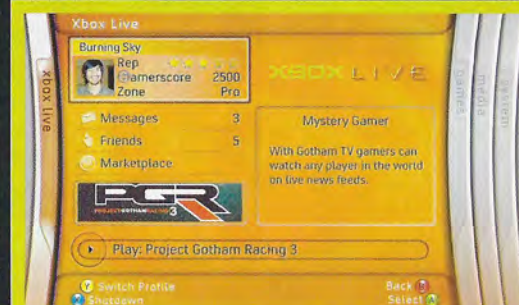 Xbox Live
Burning Sky
Rep
Gamerscore 2500
Zone Pro
XBOX LIVE
xbox live
Messages 3
Friends 5
Marketplace
Mystery Gamer
With Gotham TV gamers can
watch any player in the world
on live news feeds.
PGR
PROJECT GOTHAM RACING 3
Play: Project Gotham Racing 3
Y Switch Profile
X Shutdown
Back B
Select A
games
media
system